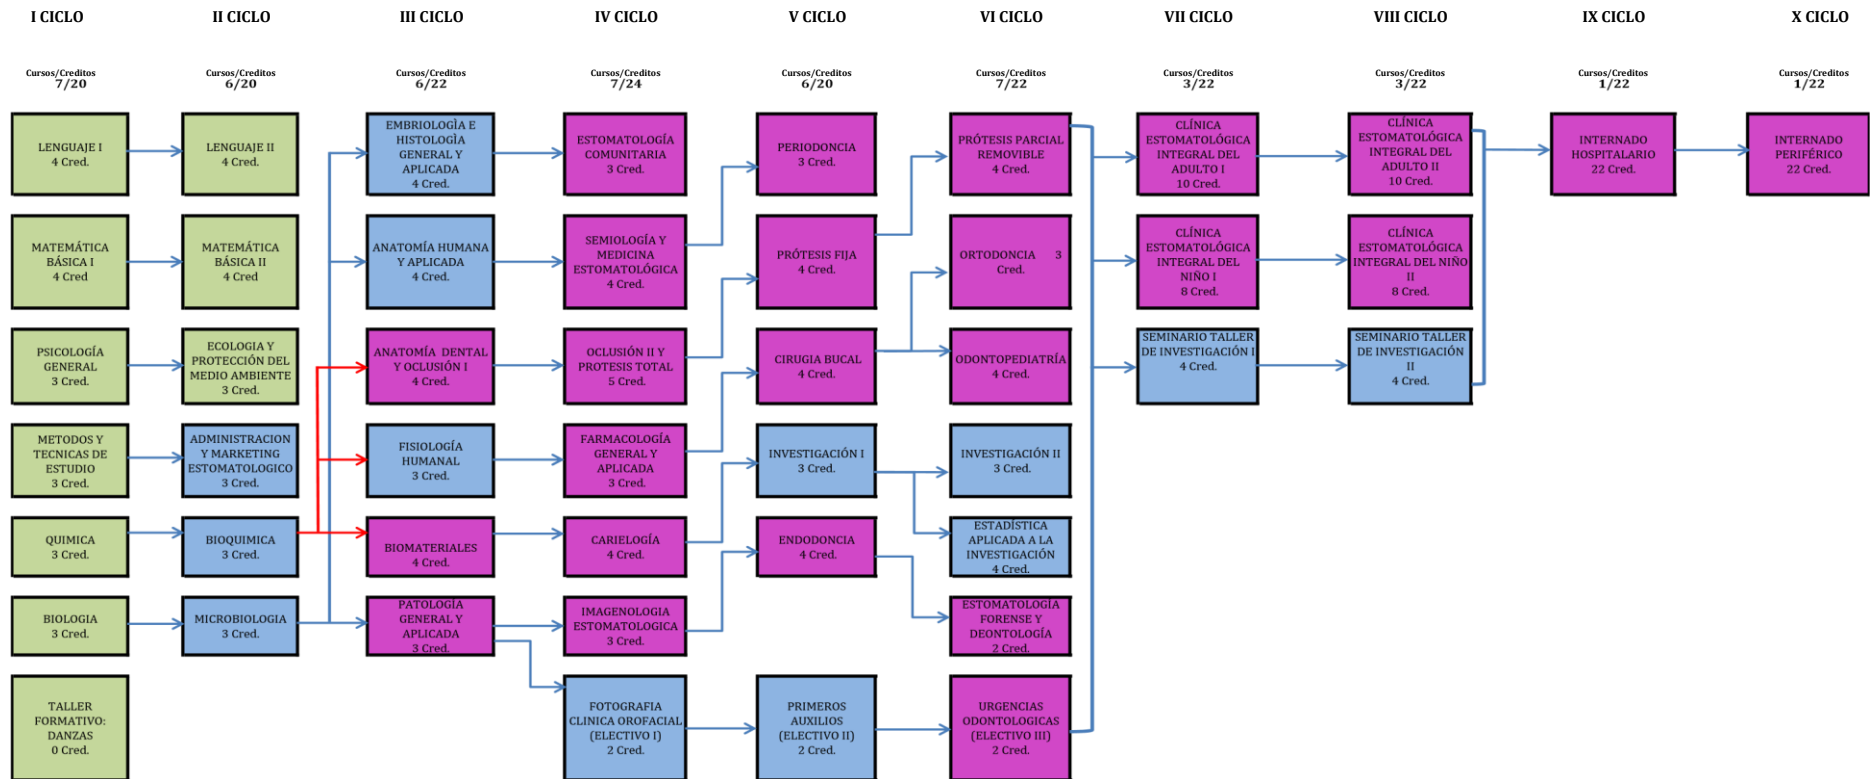 I CICLO
II CICLO
III CICLO
IV CICLO
V CICLO
VI CICLO
VII CICLO
VIII CICLO
IX CICLO
X CICLO
Cursos/Creditos
7/20
Cursos/Creditos
6/20
Cursos/Creditos
6/22
Cursos/Creditos
7/24
Cursos/Creditos
6/20
Cursos/Creditos
7/22
Cursos/Creditos
3/22
Cursos/Creditos
3/22
Cursos/Creditos
1/22
Cursos/Creditos
1/22
LENGUAJE I
4 Cred.
LENGUAJE II
4 Cred.
EMBRIOLOGÌA E
HISTOLOGÌA
GENERAL Y
APLICADA
4 Cred.
ESTOMATOLOGÍA
COMUNITARIA
3 Cred.
PERIODONCIA
3 Cred.
PRÓTESIS PARCIAL
REMOVIBLE
4 Cred.
CLÍNICA
ESTOMATOLÓGICA
INTEGRAL DEL
ADULTO I
10 Cred.
CLÍNICA
ESTOMATOLÓGICA
INTEGRAL DEL
ADULTO II
10 Cred.
INTERNADO
HOSPITALARIO
22 Cred.
INTERNADO
PERIFÉRICO
22 Cred.
MATEMÁTICA
BÁSICA I
4 Cred
MATEMÁTICA
BÁSICA II
4 Cred
ANATOMÍA HUMANA
Y APLICADA
4 Cred.
SEMIOLOGÍA Y
MEDICINA
ESTOMATOLÓGICA
4 Cred.
PRÓTESIS FIJA
4 Cred.
ORTODONCIA 3
Cred.
CLÍNICA
ESTOMATOLÓGICA
INTEGRAL DEL
NIÑO I
8 Cred.
CLÍNICA
ESTOMATOLÓGICA
INTEGRAL DEL NIÑO
II
8 Cred.
PSICOLOGÍA
GENERAL
3 Cred.
ECOLOGIA Y
PROTECCIÓN DEL
MEDIO AMBIENTE
3 Cred.
ANATOMÍA DENTAL
Y OCLUSIÓN I
4 Cred.
OCLUSIÓN II Y
PROTESIS TOTAL
5 Cred.
CIRUGIA BUCAL
4 Cred.
ODONTOPEDIATRÍA
4 Cred.
SEMINARIO TALLER
DE INVESTIGACIÓN I
4 Cred.
SEMINARIO TALLER
DE INVESTIGACIÓN
II
4 Cred.
METODOS Y
TECNICAS DE
ESTUDIO
3 Cred.
ADMINISTRACION
Y MARKETING
ESTOMATOLOGICO
3 Cred.
FISIOLOGÍA
HUMANAL
3 Cred.
FARMACOLOGÍA
GENERAL Y
APLICADA
3 Cred.
INVESTIGACIÓN I
3 Cred.
INVESTIGACIÓN II
3 Cred.
QUIMICA
3 Cred.
BIOQUIMICA
3 Cred.
BIOMATERIALES
4 Cred.
CARIELOGÍA
4 Cred.
ENDODONCIA
4 Cred.
ESTADÍSTICA
APLICADA A LA
INVESTIGACIÓN
4 Cred.
BIOLOGIA
3 Cred.
MICROBIOLOGIA
3 Cred.
PATOLOGÍA
GENERAL Y
APLICADA
3 Cred.
IMAGENOLOGIA
ESTOMATOLOGICA
3 Cred.
ESTOMATOLOGÍA
FORENSE Y
DEONTOLOGÍA
2 Cred.
TALLER
FORMATIVO:
DANZAS
0 Cred.
FOTOGRAFIA
CLINICA OROFACIAL
(ELECTIVO I)
2 Cred.
PRIMEROS
AUXILIOS
(ELECTIVO II)
2 Cred.
URGENCIAS
ODONTOLOGICAS
(ELECTIVO III)
2 Cred.